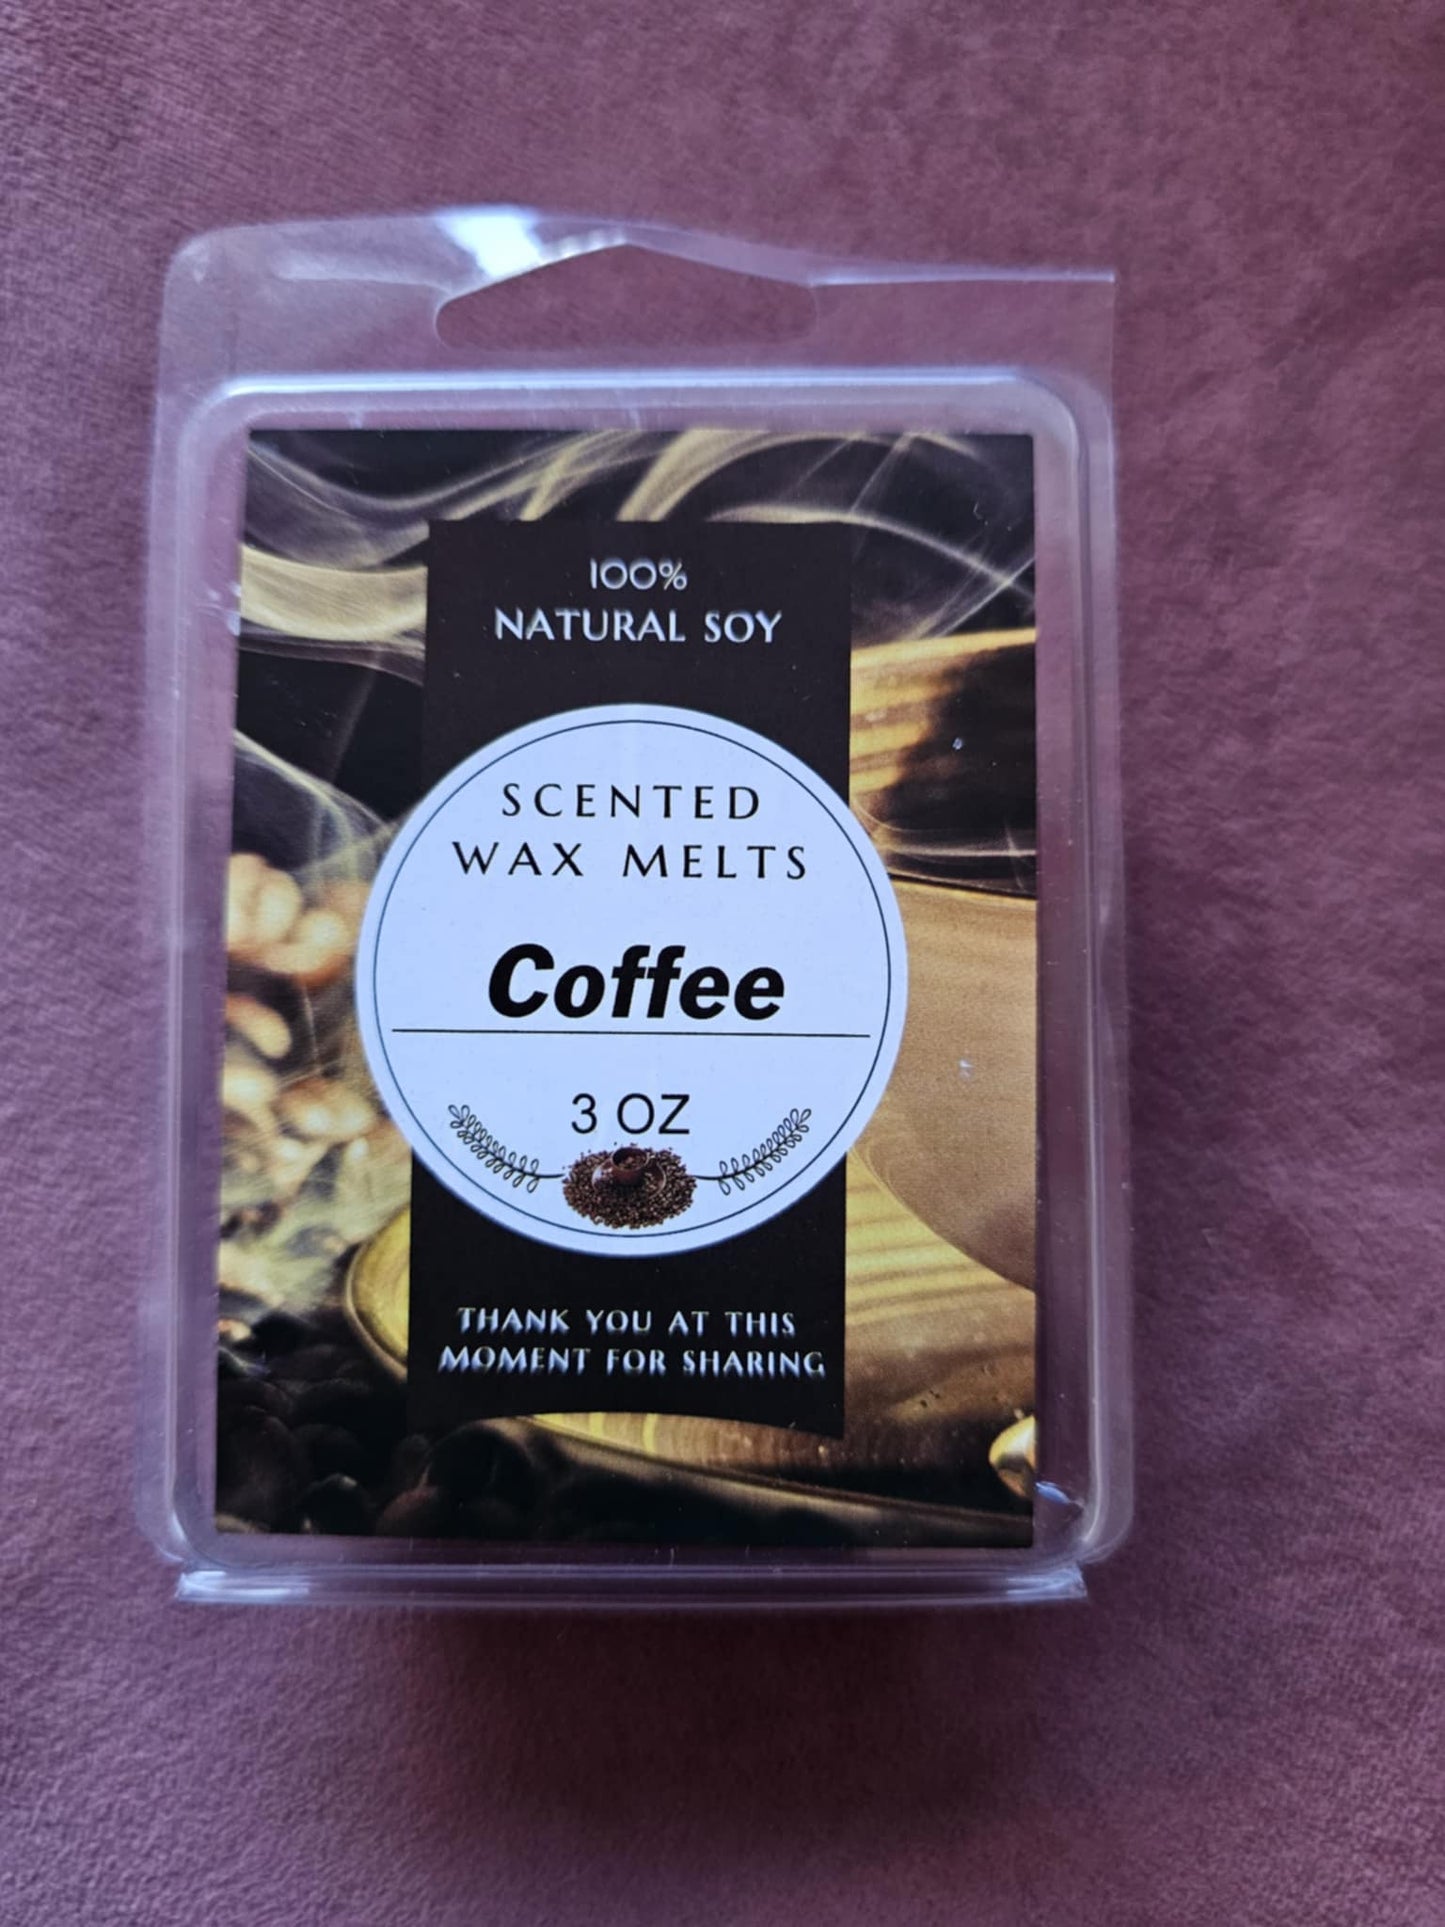 100%
NATURAL SOY
SCENTED
WAX MELTS
Coffee
3 OZ
THANK YOU AT THIS
MOMENT FOR SHARING